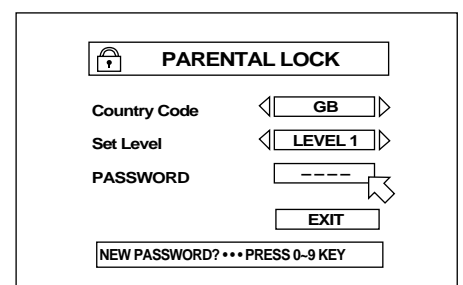 PARENTAL LOCK
Country Code GB
Set Level LEVEL 1
PASSWORD – – – –
EXIT
NEW PASSWORD? ••• PRESS 0~9 KEY